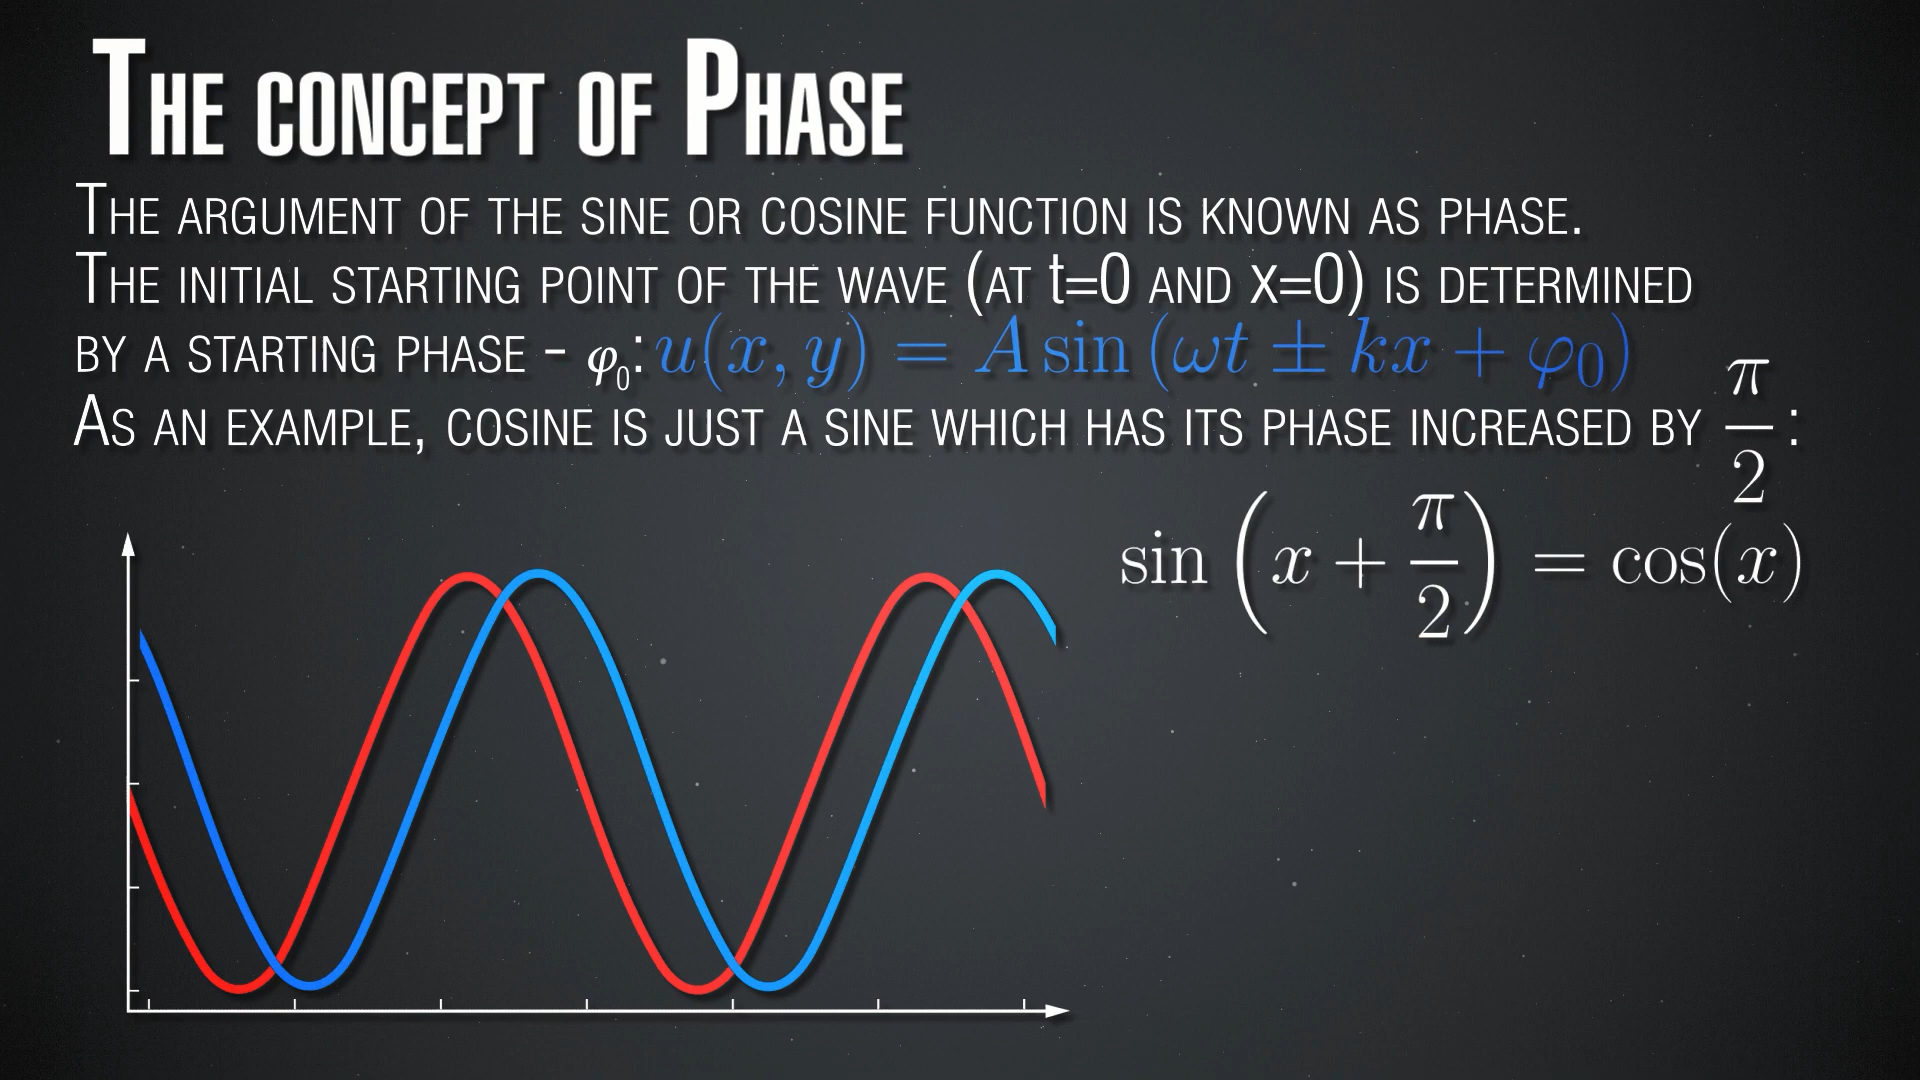 The concept of Phase
The argument of the sine or cosine function is known as phase.
The initial starting point of the wave (at t=0 and x=0) is determined
by a starting phase - φ₀: u(x, y) = A sin (ωt ± kx + φ₀)
As an example, cosine is just a sine which has its phase increased by π/2 :
sin (x + π/2) = cos(x)